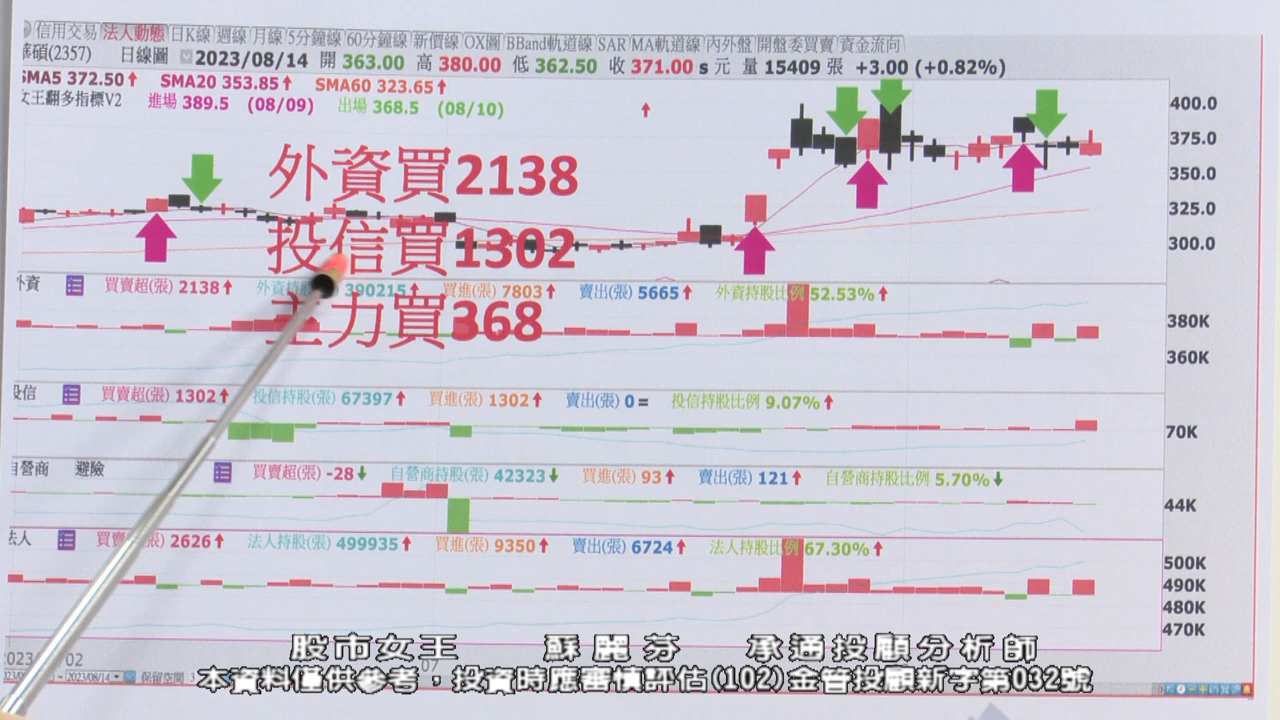 信用交易 法人動態 日K線 週線 月線 5分鐘線 60分鐘線 新價線 OX圖 BBand軌道線 SAR MA軌道線 內外盤 開盤委買賣 資金流向
華碩(2357) 日線圖 2023/08/14 開 363.00 高 380.00 低 362.50 收 371.00 s 元 量 15409 張 +3.00 (+0.82%)
SMA5 372.50↑ SMA20 353.85↑ SMA60 323.65↑
女王翻多指標V2 進場 389.5 (08/09) 出場 368.5 (08/10)
400.0
375.0
350.0
325.0
300.0
外資買2138
投信買1302
主力買368
外資 買賣超(張) 2138↑ 外資持股 390215↑ 買進(張) 7803↑ 賣出(張) 5665↑ 外資持股比例 52.53%↑
380K
360K
投信 買賣超(張) 1302↑ 投信持股(張) 67397↑ 買進(張) 1302↑ 賣出(張) 0= 投信持股比例 9.07%↑
70K
自營商 避險 買賣超(張) -28↓ 自營商持股(張) 42323↓ 買進(張) 93↑ 賣出(張) 121↑ 自營商持股比例 5.70%↓
44K
法人 買賣超(張) 2626↑ 法人持股(張) 499935↑ 買進(張) 9350↑ 賣出(張) 6724↑ 法人持股比例 67.30%↑
500K
490K
480K
470K
2023 02 07
~ 2023/08/14 保留空間 3
股市女王 蘇麗芬 承通投顧分析師
本資料僅供參考，投資時應審慎評估(102)金管投顧新字第032號